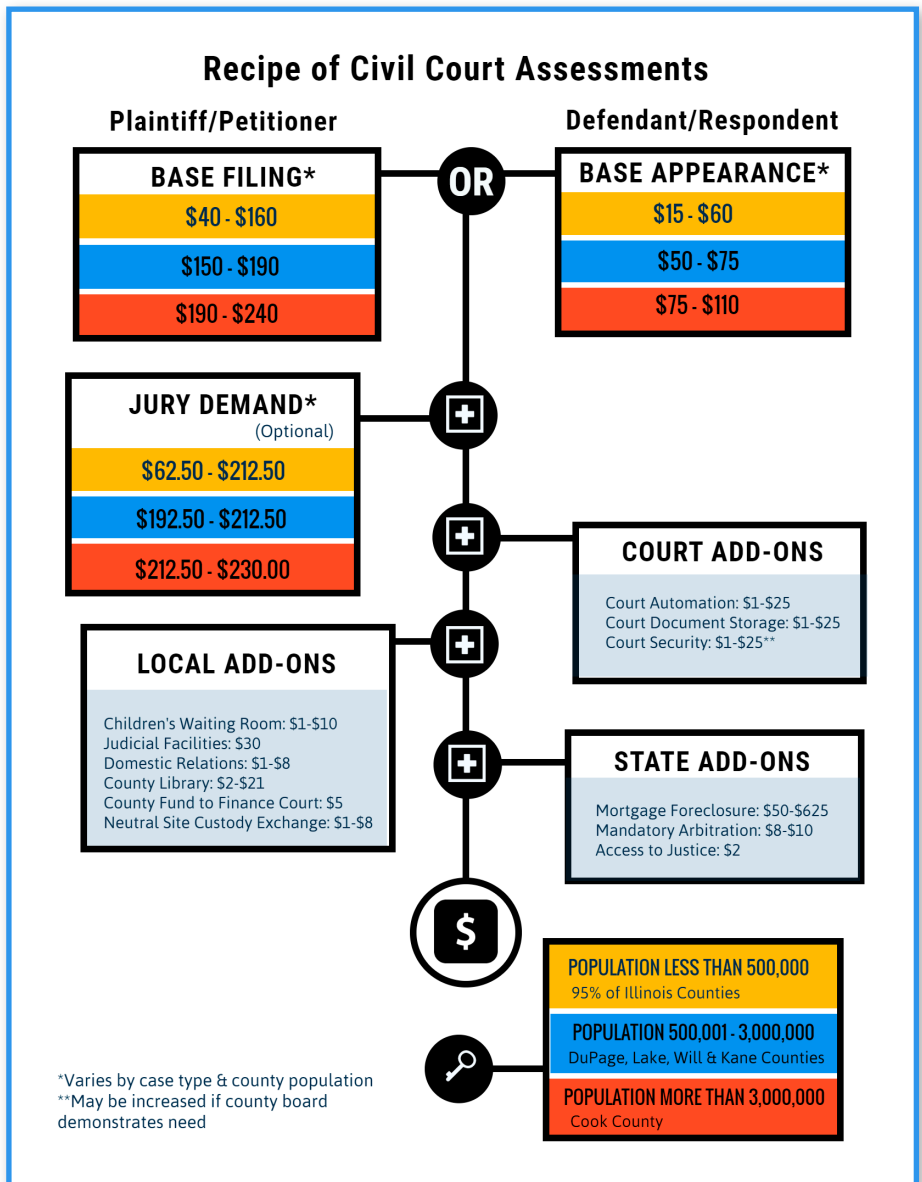 Recipe of Civil Court Assessments
Plaintiff/Petitioner
Defendant/Respondent
BASE FILING*
$40 - $160
$150 - $190
$190 - $240
OR
BASE APPEARANCE*
$15 - $60
$50 - $75
$75 - $110
JURY DEMAND*
(Optional)
$62.50 - $212.50
$192.50 - $212.50
$212.50 - $230.00
COURT ADD-ONS
Court Automation: $1-$25
Court Document Storage: $1-$25
Court Security: $1-$25**
LOCAL ADD-ONS
Children's Waiting Room: $1-$10
Judicial Facilities: $30
Domestic Relations: $1-$8
County Library: $2-$21
County Fund to Finance Court: $5
Neutral Site Custody Exchange: $1-$8
STATE ADD-ONS
Mortgage Foreclosure: $50-$625
Mandatory Arbitration: $8-$10
Access to Justice: $2
$
POPULATION LESS THAN 500,000
95% of Illinois Counties
POPULATION 500,001 - 3,000,000
DuPage, Lake, Will & Kane Counties
POPULATION MORE THAN 3,000,000
Cook County
*Varies by case type & county population
**May be increased if county board
demonstrates need